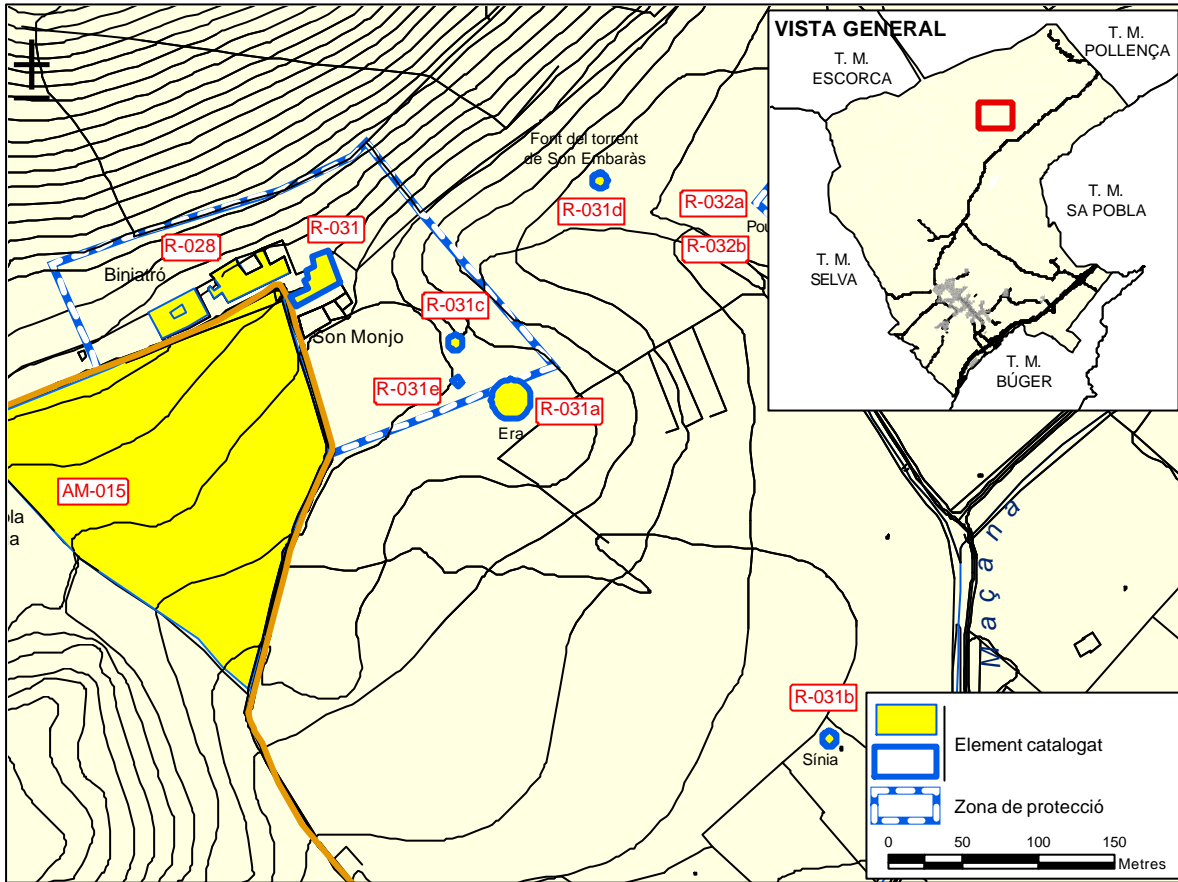 VISTA GENERAL
T. M.
POLLENÇA
T. M.
ESCORCA
T. M.
SA POBLA
T. M.
SELVA
T. M.
BÚGER
Font del torrent
de Son Embaràs
R-031d
R-032a
R-032b
R-028
R-031
Biniatró
R-031c
Son Monjo
R-031e
R-031a
Era
AM-015
Maçana
R-031b
Sínia
Element catalogat
Zona de protecció
0 50 100 150
Metres